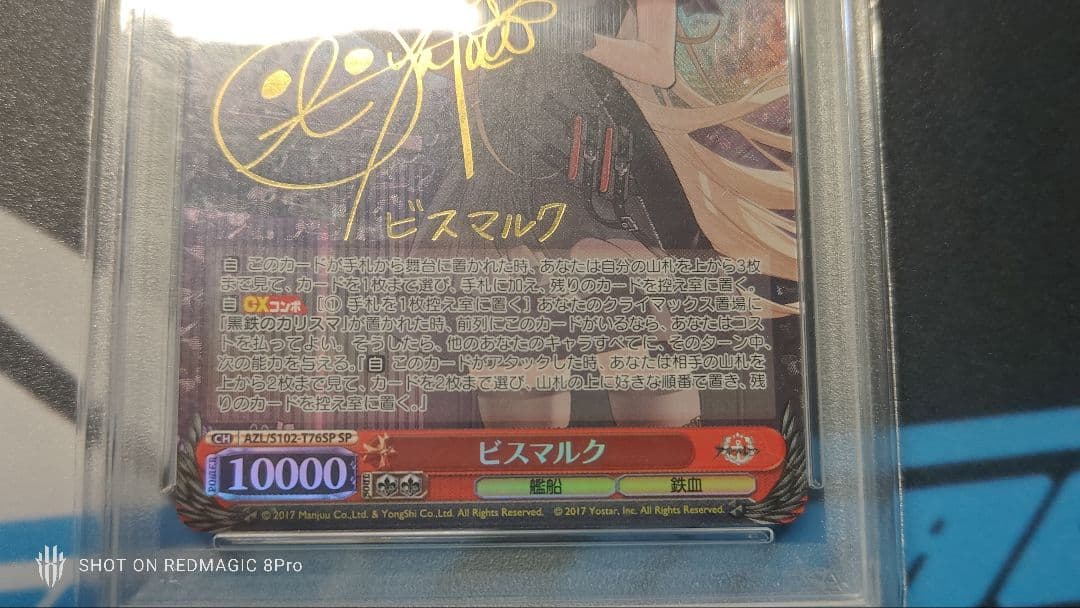 ビスマルク
自 このカードが手札から舞台に置かれた時、あなたは自分の山札を上から3枚
まで見て、カードを1枚まで選び、手札に加え、残りのカードを控え室に置く。
自 CXコンボ [① 手札を1枚控え室に置く] あなたのクライマックス置場に
「黒鉄のカリスマ」が置かれた時、前列にこのカードがいるなら、あなたはコス
トを払ってよい。そうしたら、他のあなたのキャラすべてに、そのターン中、
次の能力を与える。「自 このカードがアタックした時、あなたは相手の山札を
上から2枚まで見て、カードを2枚まで選び、山札の上に好きな順番で置き、残
りのカードを控え室に置く。」
CH AZL/S102-T76SP SP
ビスマルク
POWER 10000 SOUL 艦船 鉄血
© 2017 Manjuu Co.,Ltd. & YongShi Co.,Ltd. All Rights Reserved. © 2017 Yostar, Inc. All Rights Reserved.
SHOT ON REDMAGIC 8Pro